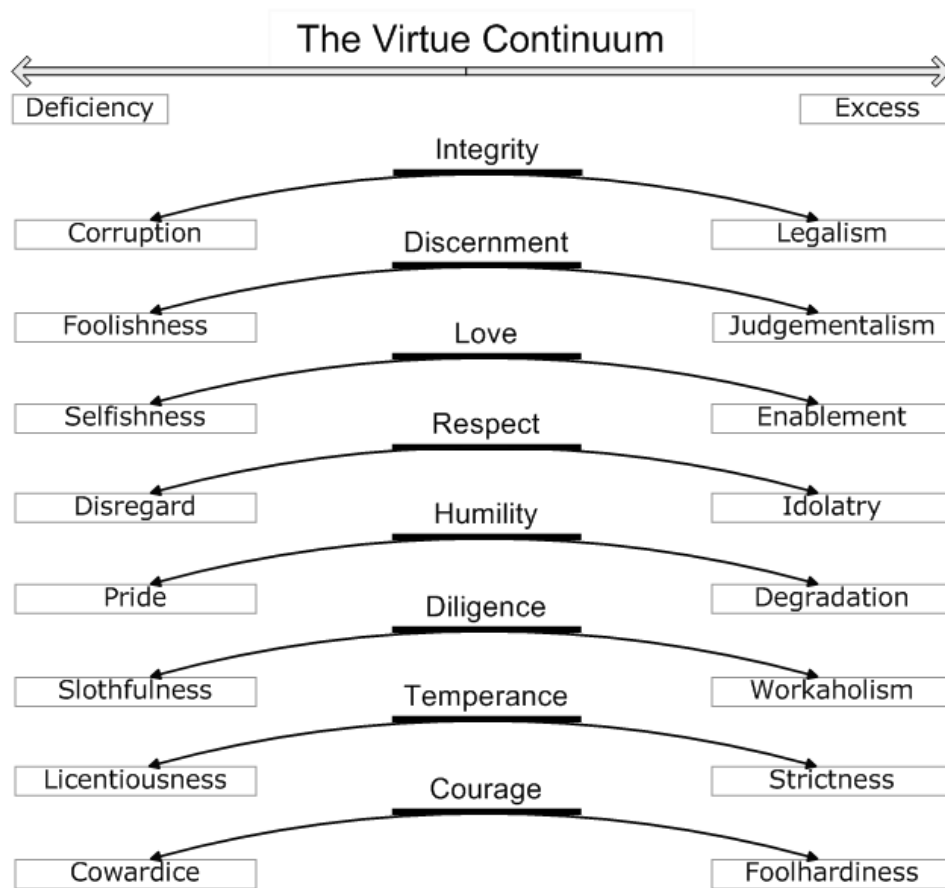 The Virtue Continuum
Deficiency Excess
Integrity
Corruption Legalism
Discernment
Foolishness Judgementalism
Love
Selfishness Enablement
Respect
Disregard Idolatry
Humility
Pride Degradation
Diligence
Slothfulness Workaholism
Temperance
Licentiousness Strictness
Courage
Cowardice Foolhardiness